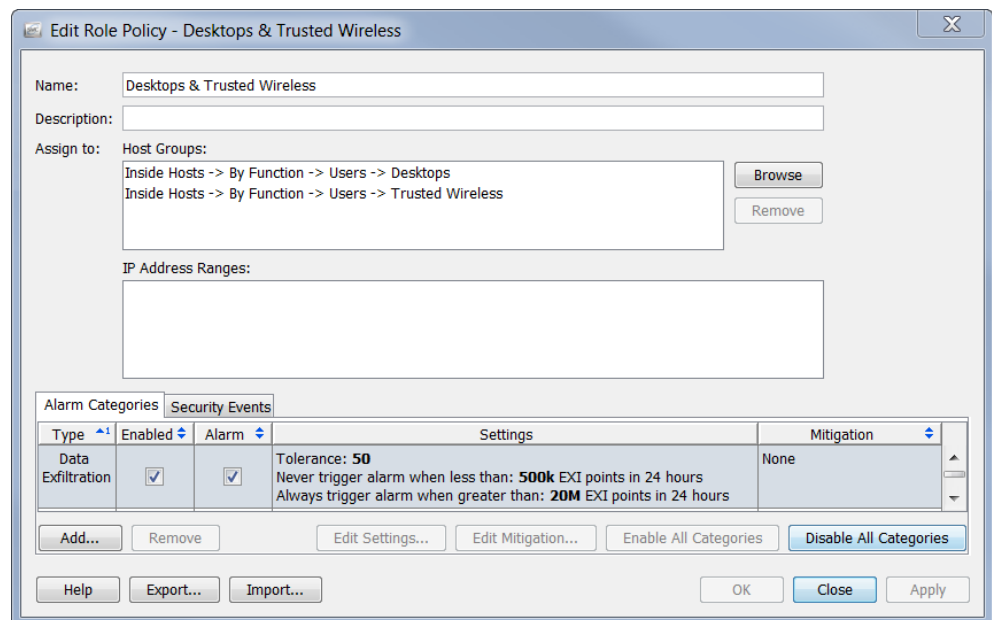 Edit Role Policy - Desktops & Trusted Wireless
Name: Desktops & Trusted Wireless
Description:
Assign to: Host Groups:
Inside Hosts -> By Function -> Users -> Desktops
Inside Hosts -> By Function -> Users -> Trusted Wireless
Browse
Remove
IP Address Ranges:
Alarm Categories Security Events
Type 1 Enabled Alarm Settings Mitigation
Data Exfiltration
Tolerance: 50
Never trigger alarm when less than: 500k EXI points in 24 hours
Always trigger alarm when greater than: 20M EXI points in 24 hours
None
Add... Remove Edit Settings... Edit Mitigation... Enable All Categories Disable All Categories
Help Export... Import... OK Close Apply